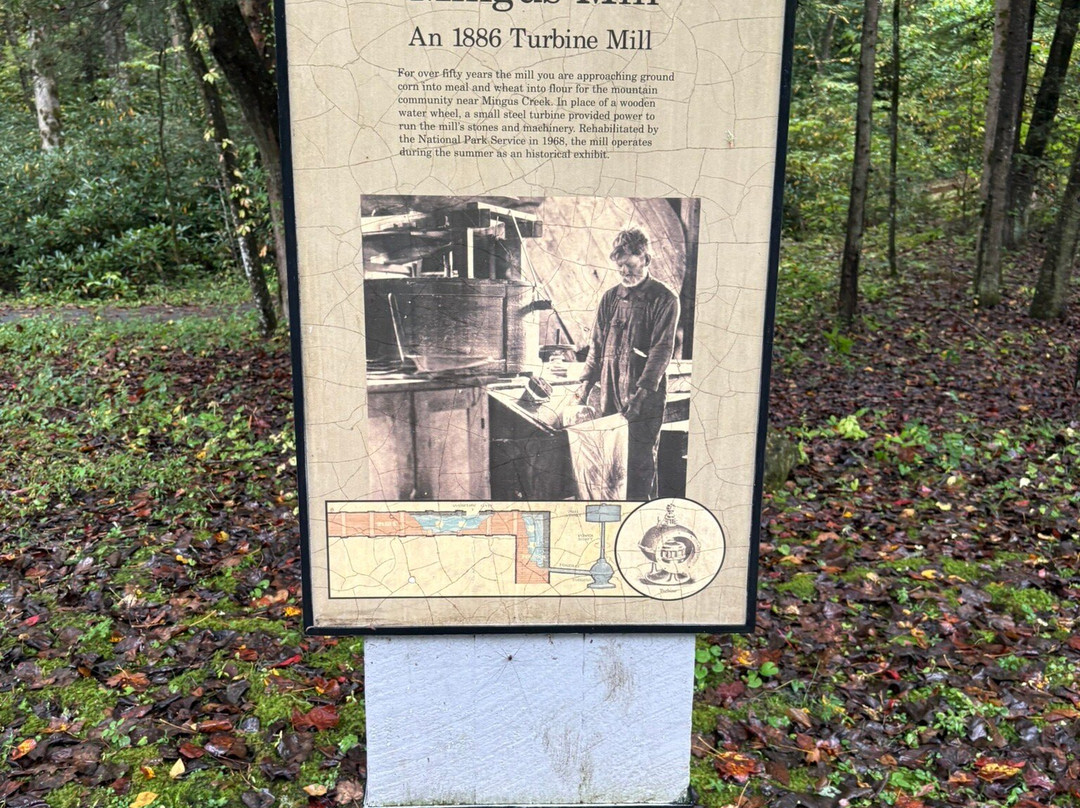 Mingus Mill
An 1886 Turbine Mill
For over fifty years the mill you are approaching ground
corn into meal and wheat into flour for the mountain
community near Mingus Creek. In place of a wooden
water wheel, a small steel turbine provided power to
run the mill's stones and machinery. Rehabilitated by
the National Park Service in 1968, the mill operates
during the summer as an historical exhibit.